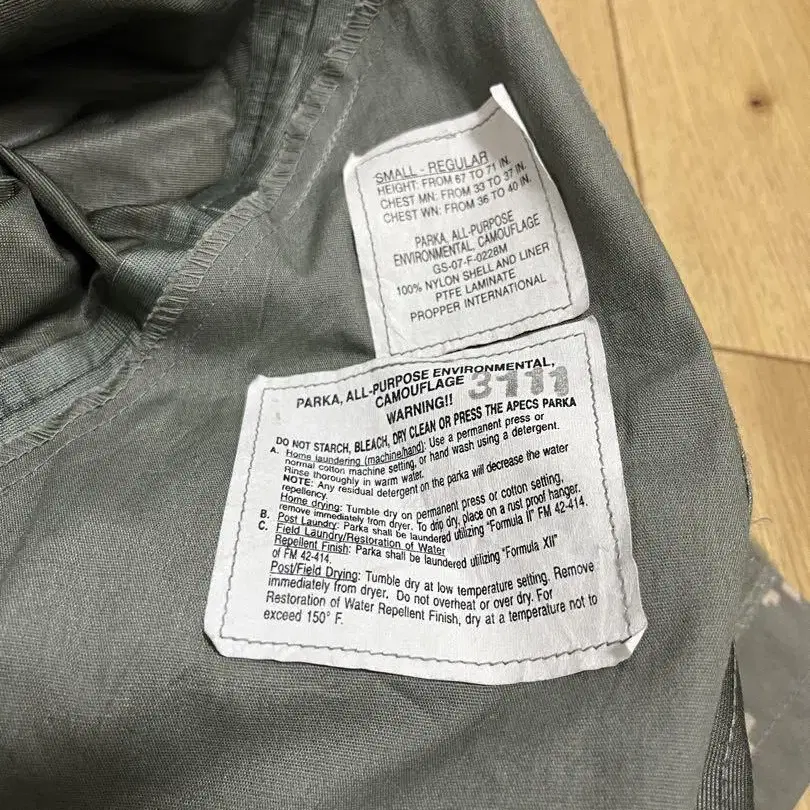 SMALL - REGULAR
HEIGHT: FROM 67 TO 71 IN.
CHEST MN: FROM 33 TO 37 IN.
CHEST WN: FROM 36 TO 40 IN.
PARKA, ALL-PURPOSE
ENVIRONMENTAL, CAMOUFLAGE
GS-07-F-0228M
100% NYLON SHELL AND LINER
PTFE LAMINATE
PROPPER INTERNATIONAL
PARKA, ALL-PURPOSE ENVIRONMENTAL,
CAMOUFLAGE 3111
WARNING!!
DO NOT STARCH, BLEACH, DRY CLEAN OR PRESS THE APECS PARKA
A. Home laundering (machine/hand): Use a permanent press or
normal cotton machine setting, or hand wash using a detergent.
Rinse thoroughly in warm water.
NOTE: Any residual detergent on the parka will decrease the water
repellency.
Home drying: Tumble dry on permanent press or cotton setting,
remove immediately from dryer. To drip dry, place on a rust proof hanger.
B. Post Laundry: Parka shall be laundered utilizing "Formula II" FM 42-414.
C. Field Laundry/Restoration of Water
Repellent Finish: Parka shall be laundered utilizing "Formula XII"
of FM 42-414.
Post/Field Drying: Tumble dry at low temperature setting. Remove
immediately from dryer. Do not overheat or over dry. For
Restoration of Water Repellent Finish, dry at a temperature not to
exceed 150° F.